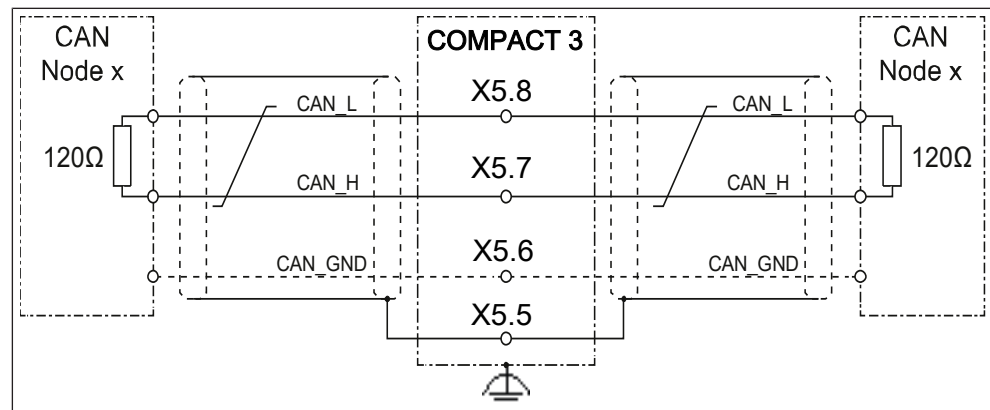 CAN
Node x
COMPACT 3
CAN
Node x
X5.8
CAN_L
CAN_L
120Ω
120Ω
X5.7
CAN_H
CAN_H
X5.6
CAN_GND
CAN_GND
X5.5